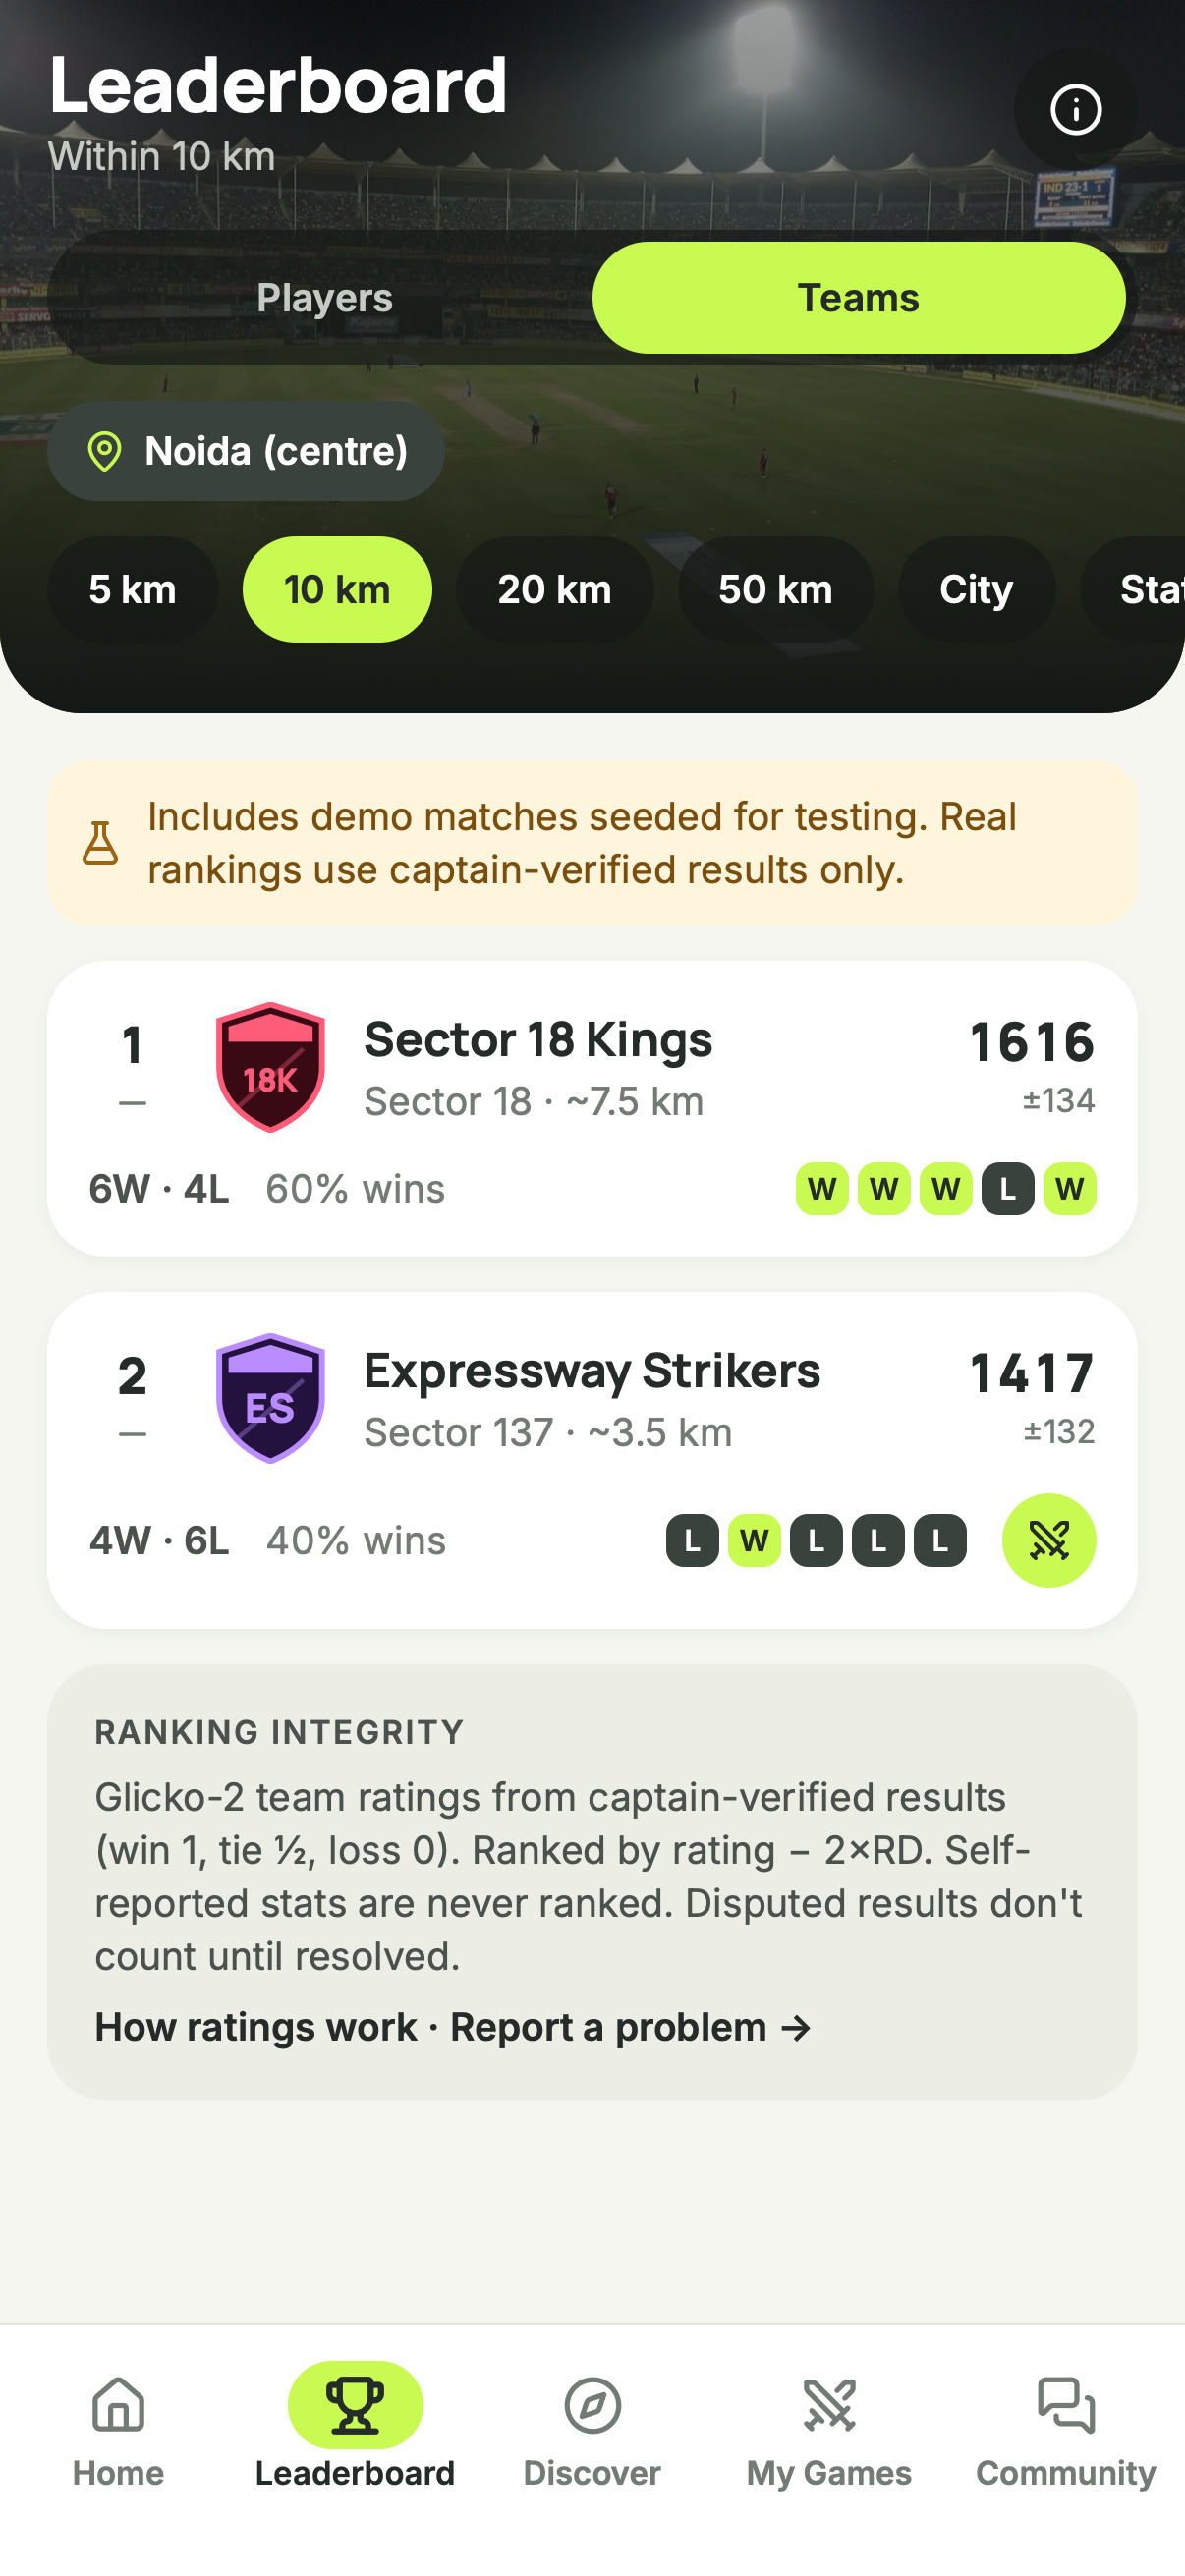 Leaderboard
Within 10 km
IND 23-1
Players
Teams
Noida (centre)
5 km
10 km
20 km
50 km
City
Stat
Includes demo matches seeded for testing. Real
rankings use captain-verified results only.
1
18K
Sector 18 Kings
1616
—
Sector 18 · ~7.5 km
±134
6W · 4L 60% wins
W W W L W
2
ES
Expressway Strikers
1417
—
Sector 137 · ~3.5 km
±132
4W · 6L 40% wins
L W L L L
RANKING INTEGRITY
Glicko-2 team ratings from captain-verified results
(win 1, tie ½, loss 0). Ranked by rating – 2×RD. Self-
reported stats are never ranked. Disputed results don't
count until resolved.
How ratings work · Report a problem →
Home
Leaderboard
Discover
My Games
Community